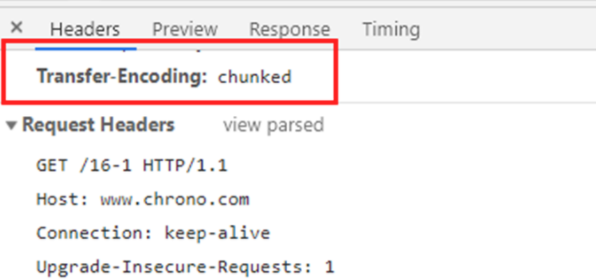 × Headers Preview Response Timing
Transfer-Encoding: chunked
▼ Request Headers view parsed
GET /16-1 HTTP/1.1
Host: www.chrono.com
Connection: keep-alive
Upgrade-Insecure-Requests: 1